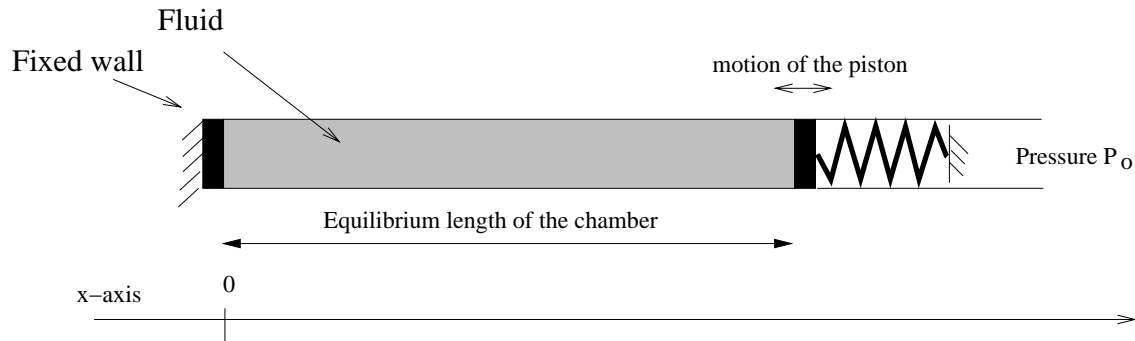 Fluid
Fixed wall
motion of the piston
Pressure P o
Equilibrium length of the chamber
0
x−axis